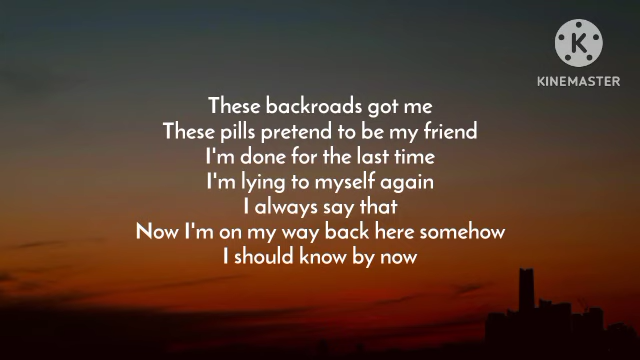 KINEMASTER
These backroads got me
These pills pretend to be my friend
I'm done for the last time
I'm lying to myself again
I always say that
Now I'm on my way back here somehow
I should know by now